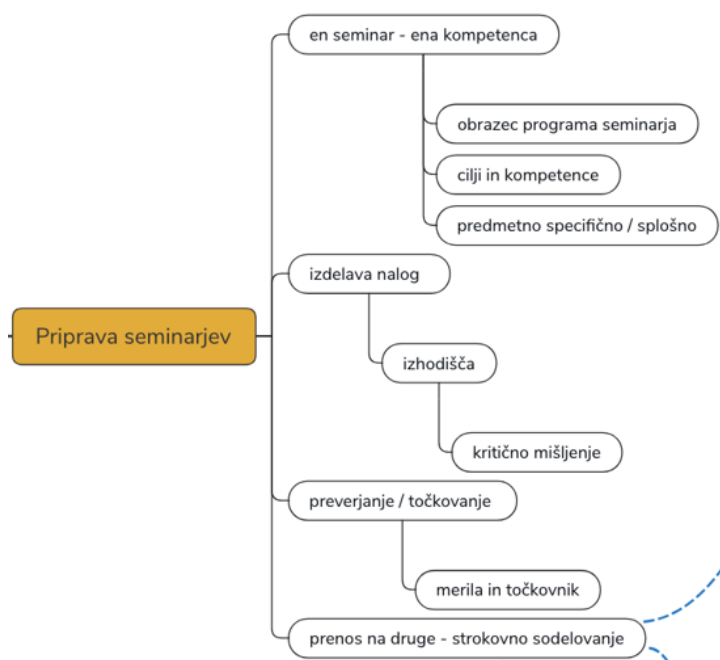 en seminar - ena kompetenca
obrazec programa seminarja
cilji in kompetence
predmetno specifično / splošno
izdelava nalog
Priprava seminarjev
izhodišča
kritično mišljenje
preverjanje / točkovanje
merila in točkovnik
prenos na druge - strokovno sodelovanje